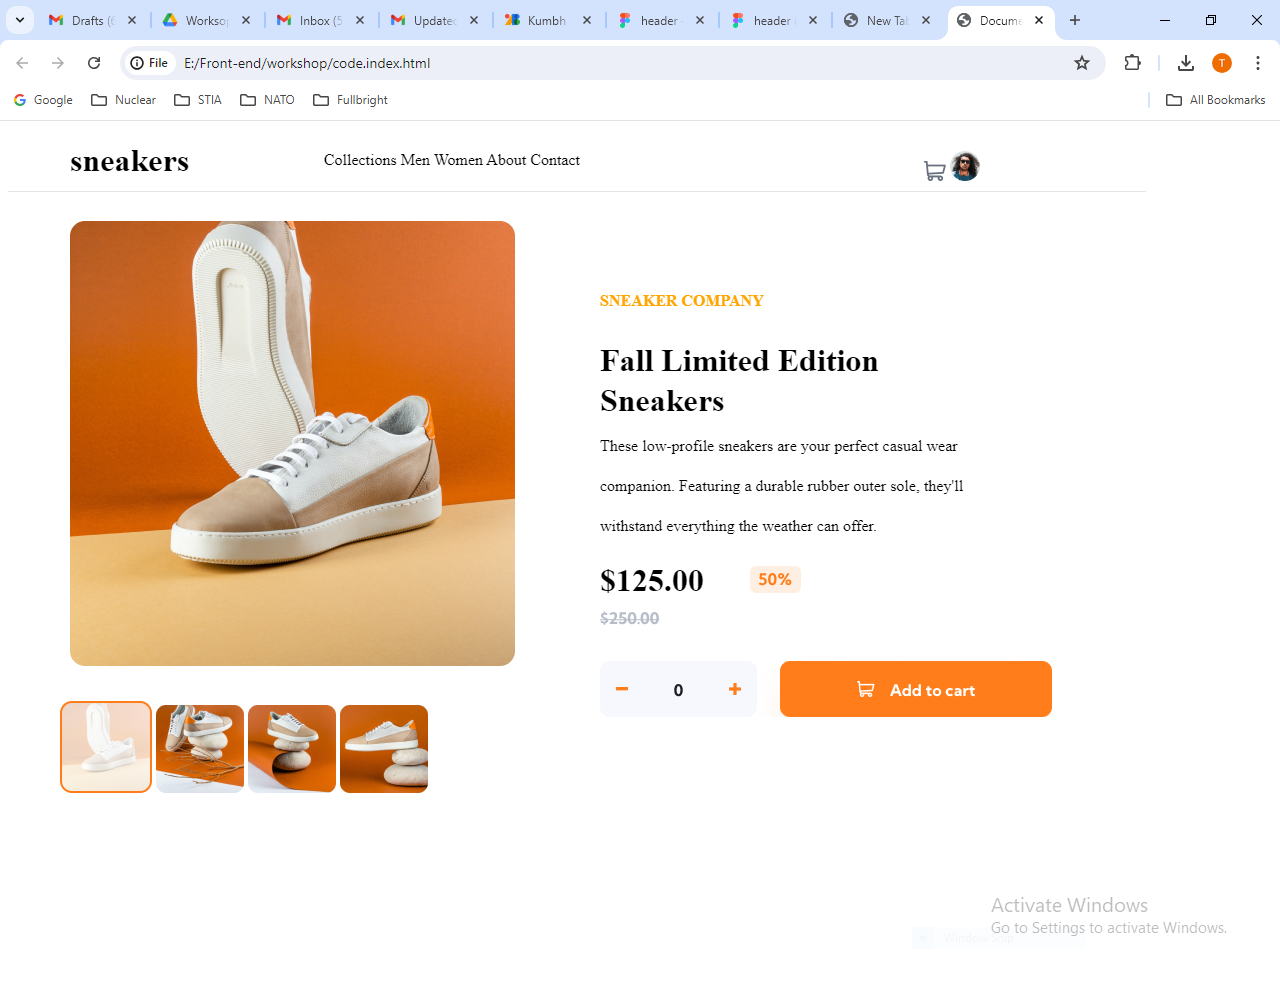 Drafts (6
Worksop
Inbox (5
Updated
Kumbh
header
header
New Tab
Docume
File
E:/Front-end/workshop/code.index.html
Google
Nuclear
STIA
NATO
Fullbright
All Bookmarks
sneakers
Collections Men Women About Contact
SNEAKER COMPANY
Fall Limited Edition
Sneakers
These low-profile sneakers are your perfect casual wear
companion. Featuring a durable rubber outer sole, they'll
withstand everything the weather can offer.
$125.00
50%
$250.00
0
Add to cart
Activate Windows
Go to Settings to activate Windows.